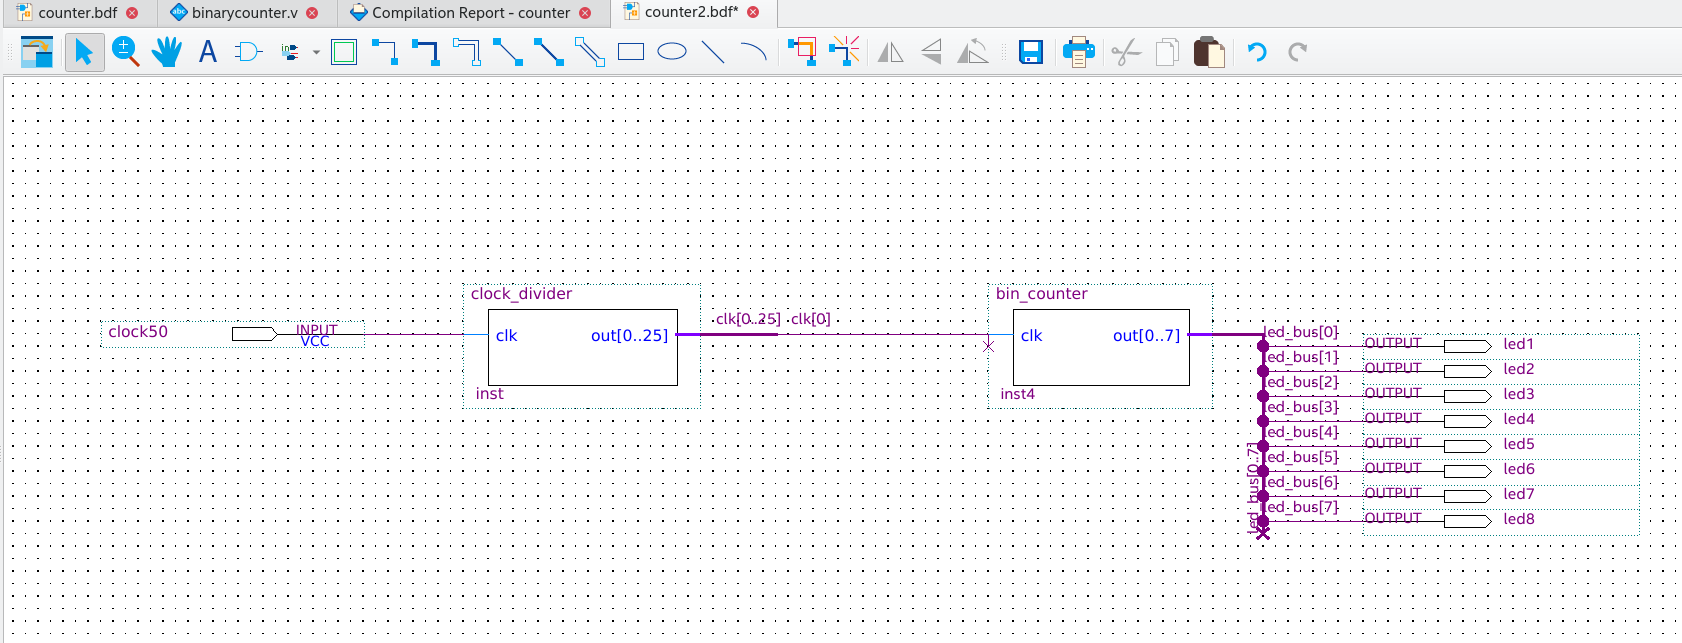 counter.bdf
binarycounter.v
Compilation Report - counter
counter2.bdf*
clock50
INPUT
VCC
clock_divider
clk
out[0..25]
inst
clk[0..25]
clk[0]
bin_counter
clk
out[0..7]
inst4
led_bus[0..7]
led_bus[0]
OUTPUT
led1
led_bus[1]
OUTPUT
led2
led_bus[2]
OUTPUT
led3
led_bus[3]
OUTPUT
led4
led_bus[4]
OUTPUT
led5
led_bus[5]
OUTPUT
led6
led_bus[6]
OUTPUT
led7
led_bus[7]
OUTPUT
led8